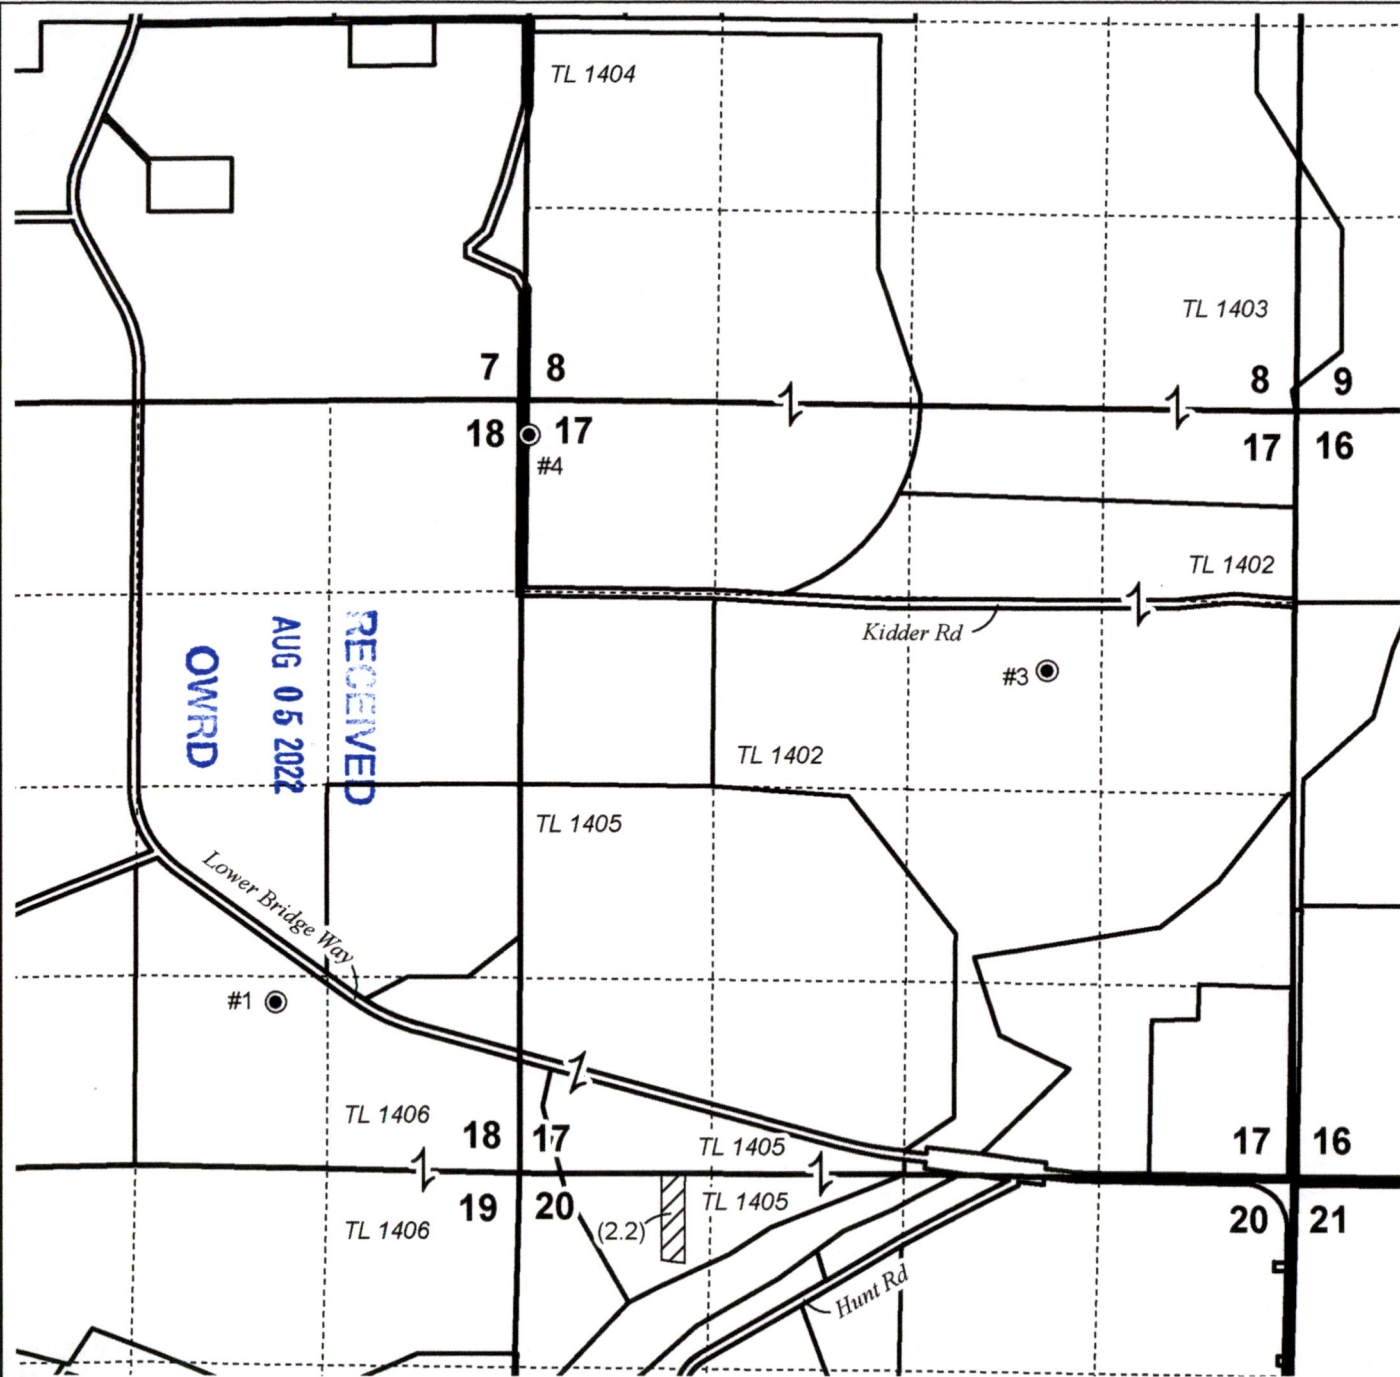 TL 1404
TL 1403
7 8
8 9
18 17
17 16
#4
TL 1402
Kidder Rd
#3
RECEIVED
AUG 05 2022
OWRD
TL 1402
TL 1405
Lower Bridge Way
#1
TL 1406
18 17
TL 1405
17 16
19 20
TL 1405
20 21
TL 1406
(2.2)
Hunt Rd